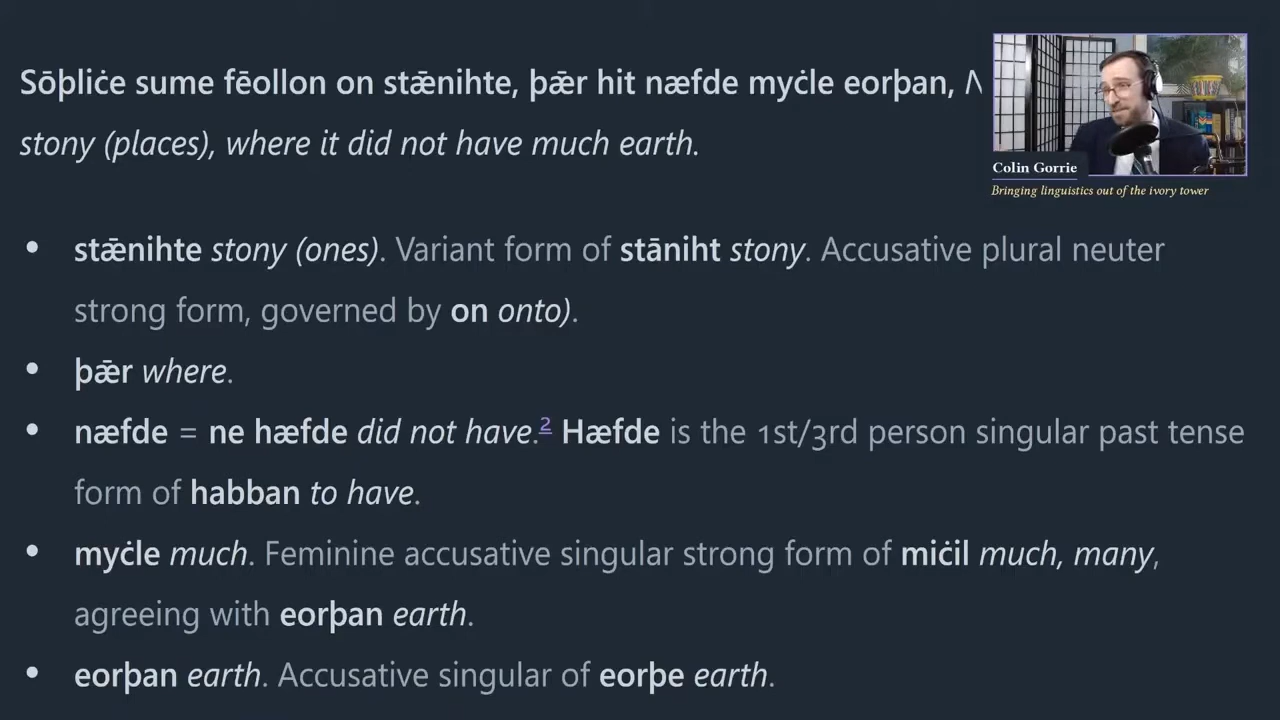 Sōþliċe sume fēollon on stǣnihte, þǣr hit næfde myċle eorþan,
stony (places), where it did not have much earth.
Colin Gorrie
Bringing linguistics out of the ivory tower
• stǣnihte stony (ones). Variant form of stāniht stony. Accusative plural neuter
strong form, governed by on onto).
• þǣr where.
• næfde = ne hæfde did not have.2 Hæfde is the 1st/3rd person singular past tense
form of habban to have.
• myċle much. Feminine accusative singular strong form of miċil much, many,
agreeing with eorþan earth.
• eorþan earth. Accusative singular of eorþe earth.